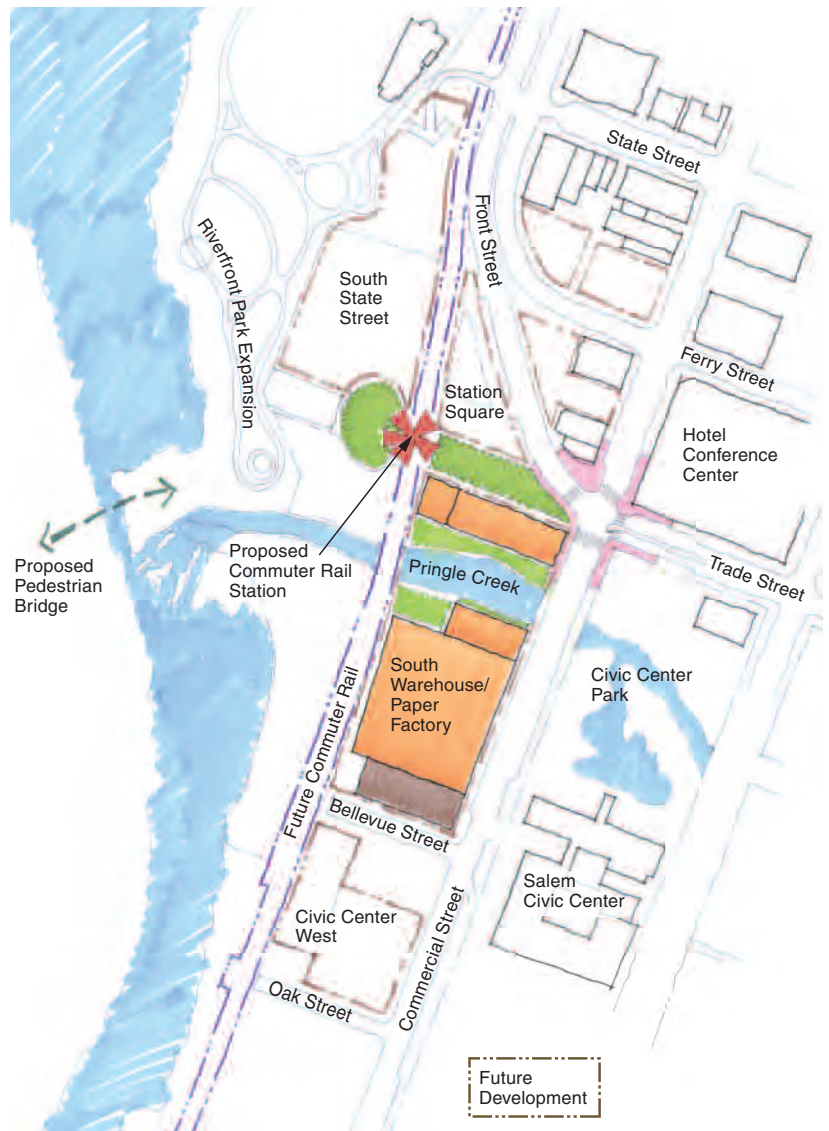 State Street
Front Street
Riverfront Park Expansion
South
State
Street
Station
Square
Ferry Street
Hotel
Conference
Center
Proposed
Pedestrian
Bridge
Proposed
Commuter Rail
Station
Pringle Creek
Trade Street
South
Warehouse/
Paper
Factory
Civic Center
Park
Future Commuter Rail
Bellevue Street
Salem
Civic Center
Civic Center
West
Commercial Street
Oak Street
Future
Development